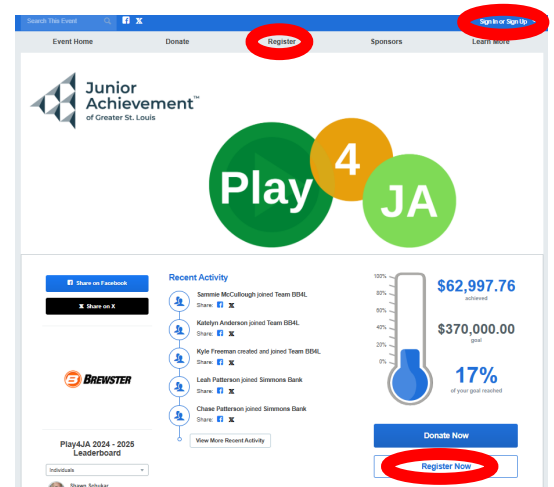 Search This Event
Sign In or Sign Up
Event Home Donate Register Sponsors Learn More
Junior
Achievement™
of Greater St. Louis
Play
4
JA
Share on Facebook
X Share on X
BREWSTER
Play4JA 2024 - 2025
Leaderboard
Individuals
Shawn Schukar
Recent Activity
Sammie McCullough joined Team BB4L
Share: X
Katelyn Anderson joined Team BB4L
Share: X
Kyle Freeman created and joined Team BB4L
Share: X
Leah Patterson joined Simmons Bank
Share: X
Chase Patterson joined Simmons Bank
Share: X
View More Recent Activity
100%
80%
60%
40%
20%
0%
$62,997.76
achieved
$370,000.00
goal
17%
of your goal reached
Donate Now
Register Now